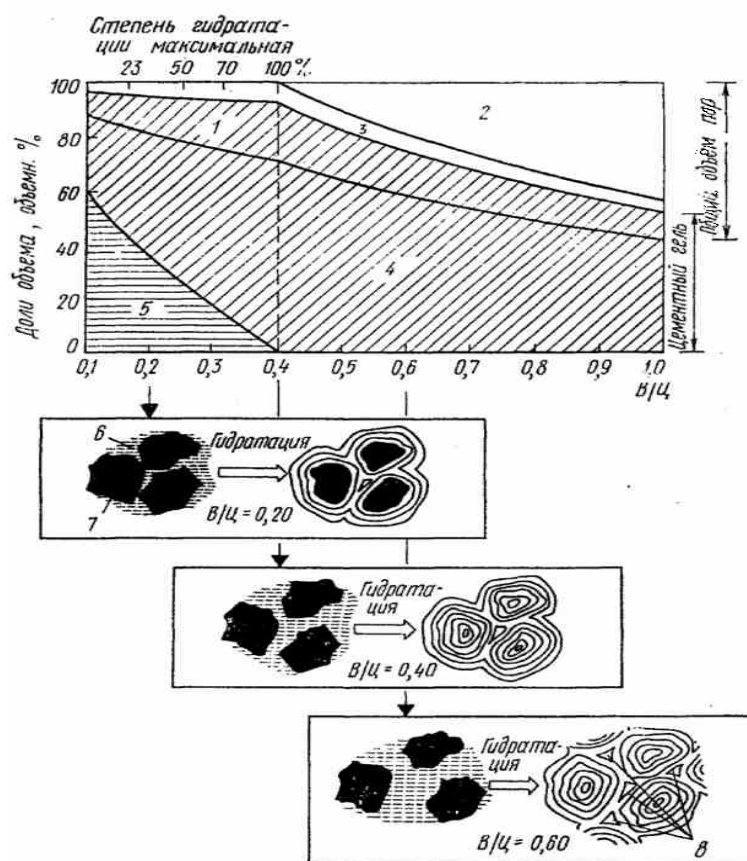 Степень гидрата-
ции максимальная
23 50 70 100%
Доли объема, объемн. %
100
80
60
40
20
0
1
2
3
4
5
Общий объем пор
Цементный гель
0,1 0,2 0,3 0,4 0,5 0,6 0,7 0,8 0,9 1,0
В/Ц
6
7
Гидратация
В/Ц = 0,20
Гидрата-
ция
В/Ц = 0,40
Гидрата-
ция
В/Ц = 0,60
8